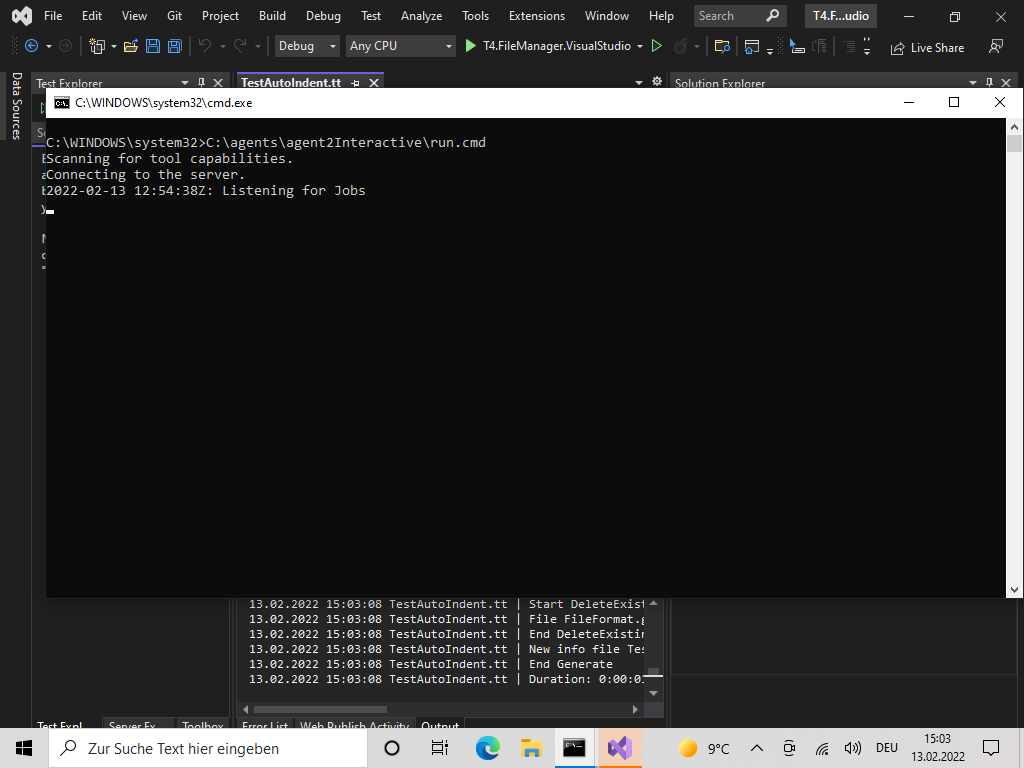 File Edit View Git Project Build Debug Test Analyze Tools Extensions Window Help Search T4.F...udio
Debug Any CPU T4.FileManager.VisualStudio Live Share
Data Sources
Test Explorer
TestAutoIndent.tt
Solution Explorer
C:\WINDOWS\system32\cmd.exe
C:\WINDOWS\system32>C:\agents\agent2Interactive\run.cmd
Scanning for tool capabilities.
Connecting to the server.
2022-02-13 12:54:38Z: Listening for Jobs
13.02.2022 15:03:08 TestAutoIndent.tt | Start DeleteExist
13.02.2022 15:03:08 TestAutoIndent.tt | File FileFormat.g
13.02.2022 15:03:08 TestAutoIndent.tt | End DeleteExistin
13.02.2022 15:03:08 TestAutoIndent.tt | New info file Tes
13.02.2022 15:03:08 TestAutoIndent.tt | End Generate
13.02.2022 15:03:08 TestAutoIndent.tt | Duration: 0:00:0
Test Expl... Server Ex... Toolbox Error List Web Publish Activity Output
Zur Suche Text hier eingeben 9°C DEU 15:03
13.02.2022